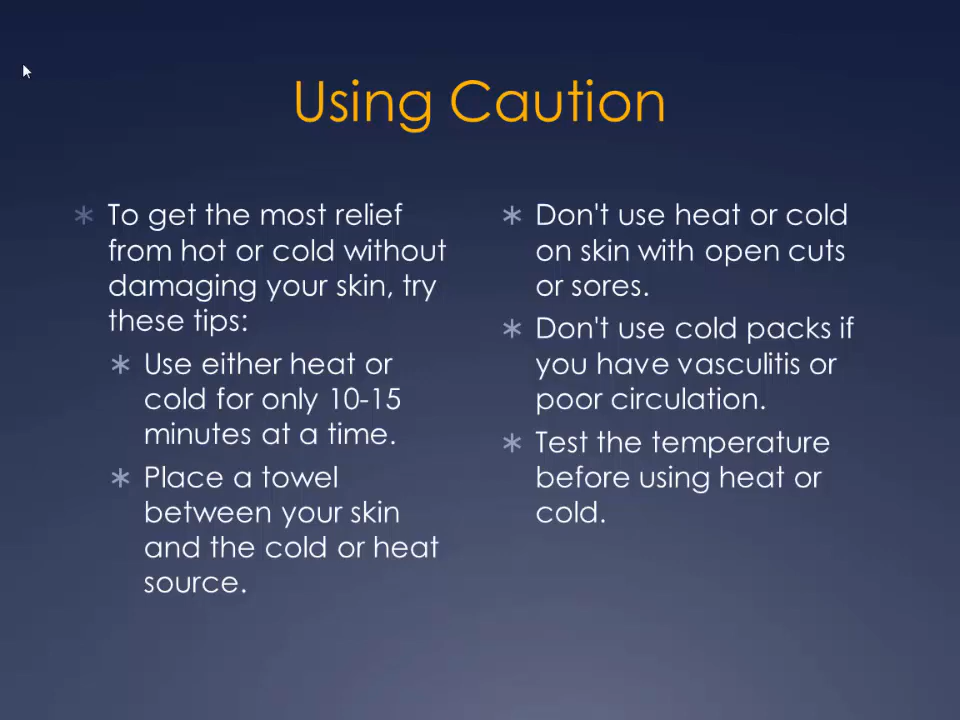 Using Caution
To get the most relief
from hot or cold without
damaging your skin, try
these tips:
Use either heat or
cold for only 10-15
minutes at a time.
Place a towel
between your skin
and the cold or heat
source.
Don't use heat or cold
on skin with open cuts
or sores.
Don't use cold packs if
you have vasculitis or
poor circulation.
Test the temperature
before using heat or
cold.